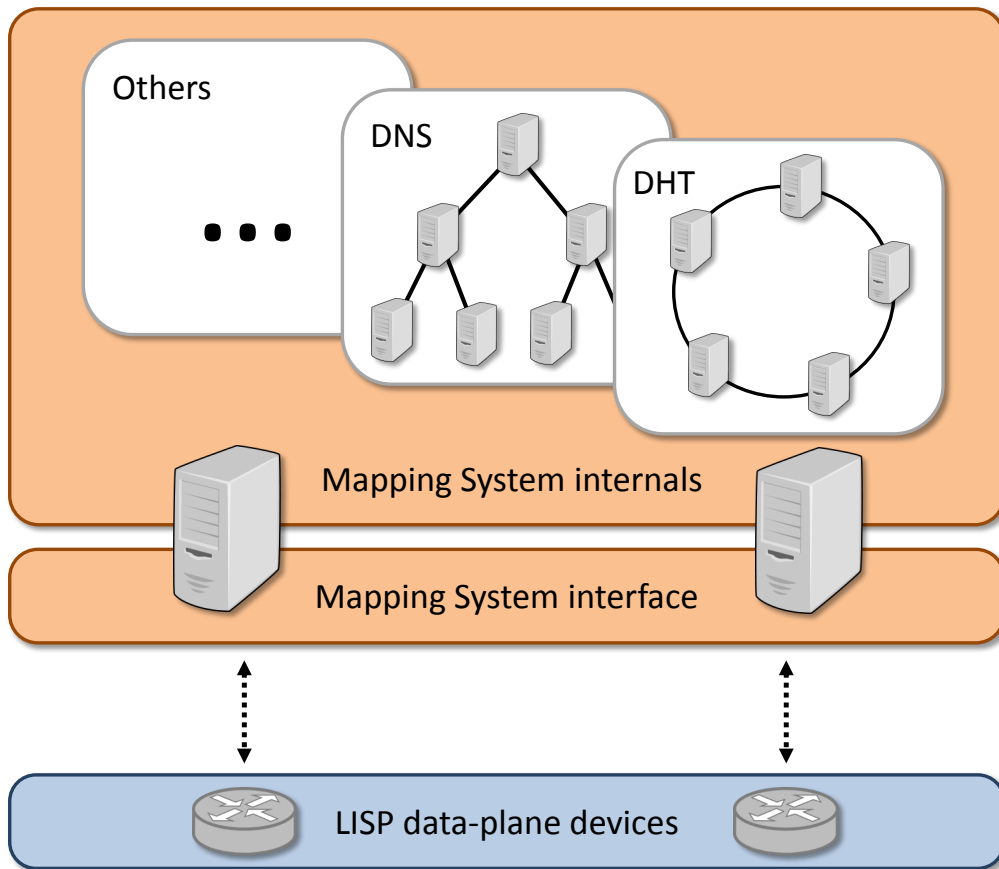 Others
...
DNS
DHT
Mapping System internals
Mapping System interface
LISP data-plane devices